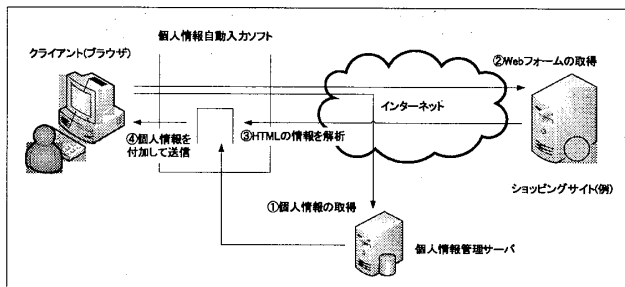 個人情報自動入力ソフト
クライアント(ブラウザ)
②Webフォームの取得
インターネット
④個人情報を
付加して送信
③HTMLの情報を解析
ショッピングサイト(例)
①個人情報の取得
個人情報管理サーバ